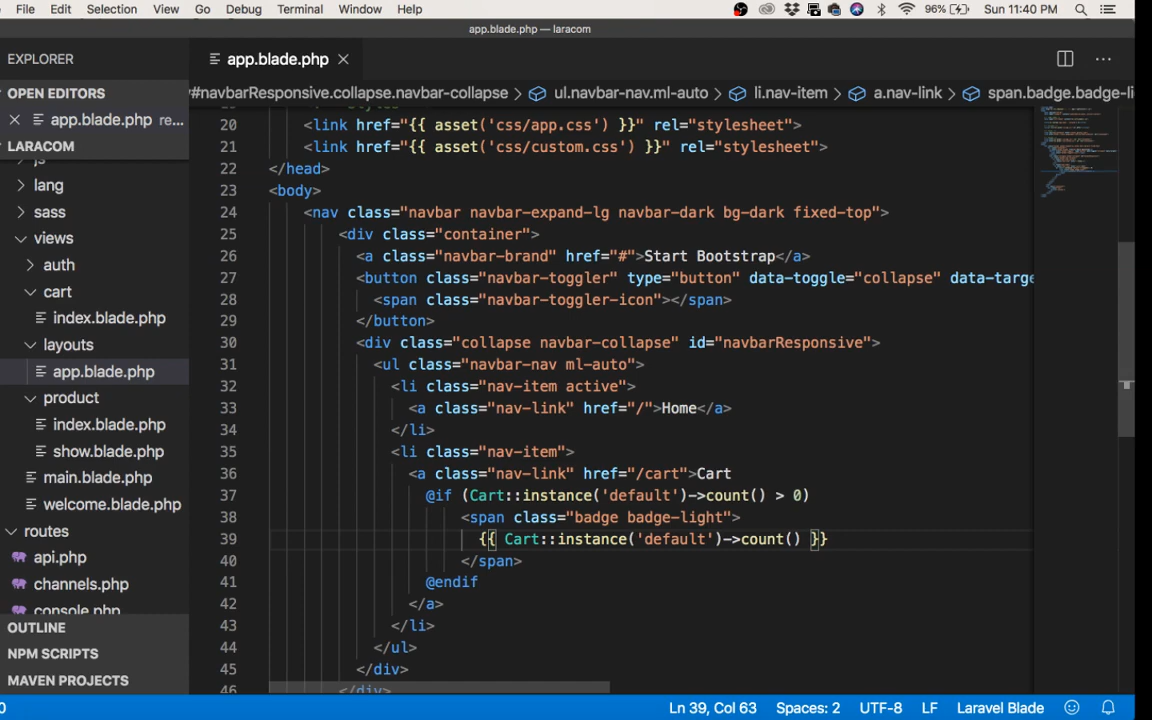 File Edit Selection View Go Debug Terminal Window Help 96% Sun 11:40 PM
app.blade.php — laracom
EXPLORER
OPEN EDITORS
app.blade.php re...
LARACOM
js
lang
sass
views
auth
cart
index.blade.php
layouts
app.blade.php
product
index.blade.php
show.blade.php
main.blade.php
welcome.blade.php
routes
api.php
channels.php
console.php
OUTLINE
NPM SCRIPTS
MAVEN PROJECTS
app.blade.php
y#navbarResponsive.collapse.navbar-collapse > ul.navbar-nav.ml-auto > li.nav-item > a.nav-link > span.badge.badge-li
20 <link href="{{ asset('css/app.css') }}" rel="stylesheet">
21 <link href="{{ asset('css/custom.css') }}" rel="stylesheet">
22 </head>
23 <body>
24 <nav class="navbar navbar-expand-lg navbar-dark bg-dark fixed-top">
25 <div class="container">
26 <a class="navbar-brand" href="#">Start Bootstrap</a>
27 <button class="navbar-toggler" type="button" data-toggle="collapse" data-targe
28 <span class="navbar-toggler-icon"></span>
29 </button>
30 <div class="collapse navbar-collapse" id="navbarResponsive">
31 <ul class="navbar-nav ml-auto">
32 <li class="nav-item active">
33 <a class="nav-link" href="/">Home</a>
34 </li>
35 <li class="nav-item">
36 <a class="nav-link" href="/cart">Cart
37 @if (Cart::instance('default')->count() > 0)
38 <span class="badge badge-light">
39 {{ Cart::instance('default')->count() }}
40 </span>
41 @endif
42 </a>
43 </li>
44 </ul>
45 </div>
46 </div>
0 Ln 39, Col 63 Spaces: 2 UTF-8 LF Laravel Blade